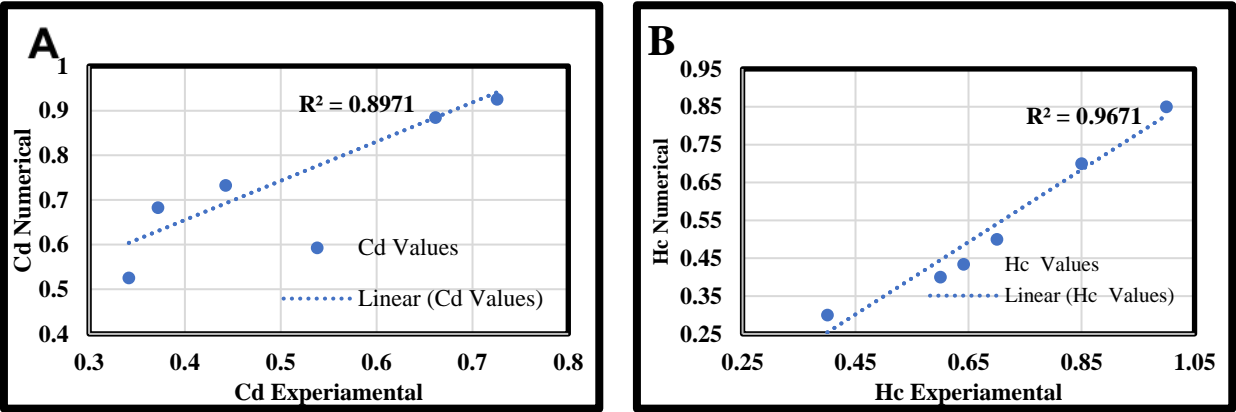 A
1
0.9
0.8
0.7
0.6
0.5
0.4
Cd Numerical
R² = 0.8971
Cd Values
Linear (Cd Values)
0.3 0.4 0.5 0.6 0.7 0.8
Cd Experiamental
B
0.95
0.85
0.75
0.65
0.55
0.45
0.35
0.25
Hc Numerical
R² = 0.9671
Hc Values
Linear (Hc Values)
0.25 0.45 0.65 0.85 1.05
Hc Experiamental